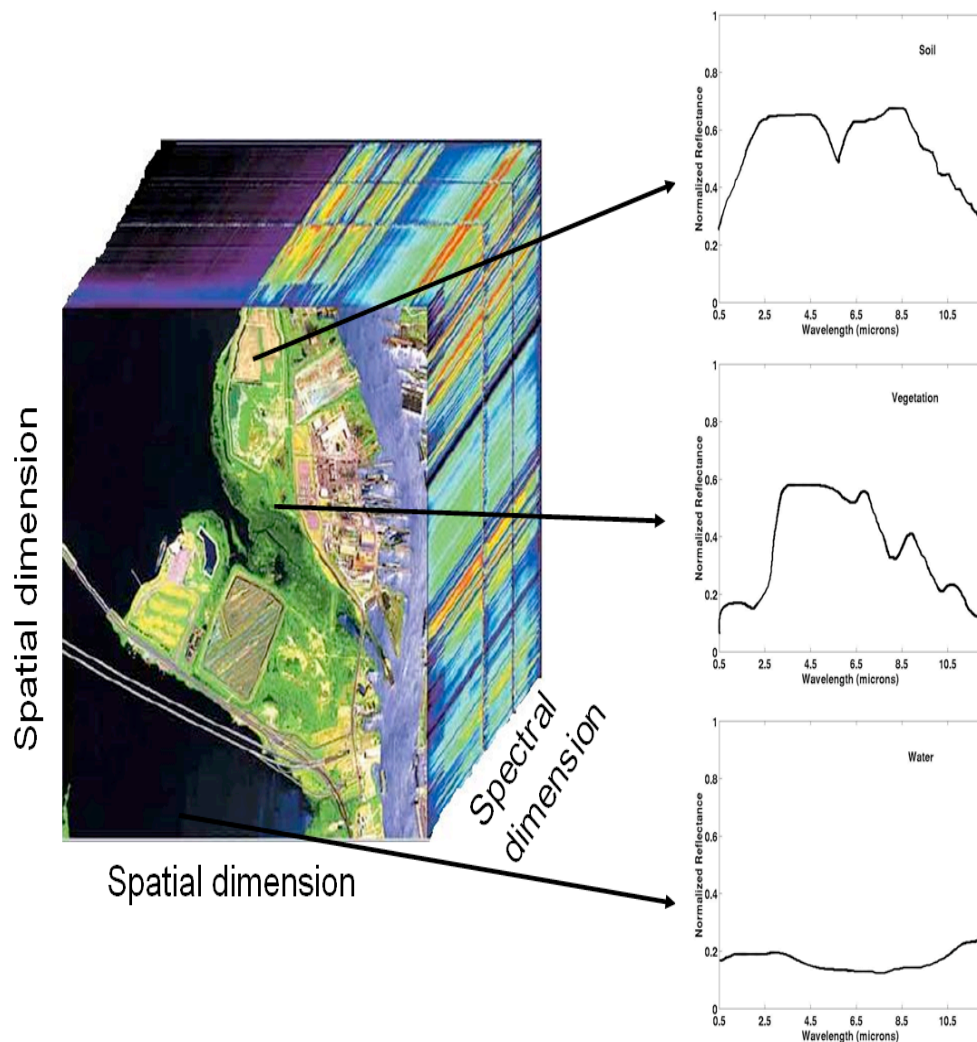 Spatial dimension
Spatial dimension
Spectral
dimension
1
Soil
0.8
0.6
0.4
0.2
0
0.5 2.5 4.5 6.5 8.5 10.5
Normalized Reflectance
Wavelength (microns)
1
Vegetation
0.8
0.6
0.4
0.2
0
0.5 2.5 4.5 6.5 8.5 10.5
Normalized Reflectance
Wavelength (microns)
1
Water
0.8
0.6
0.4
0.2
0
0.5 2.5 4.5 6.5 8.5 10.5
Normalized Reflectance
Wavelength (microns)